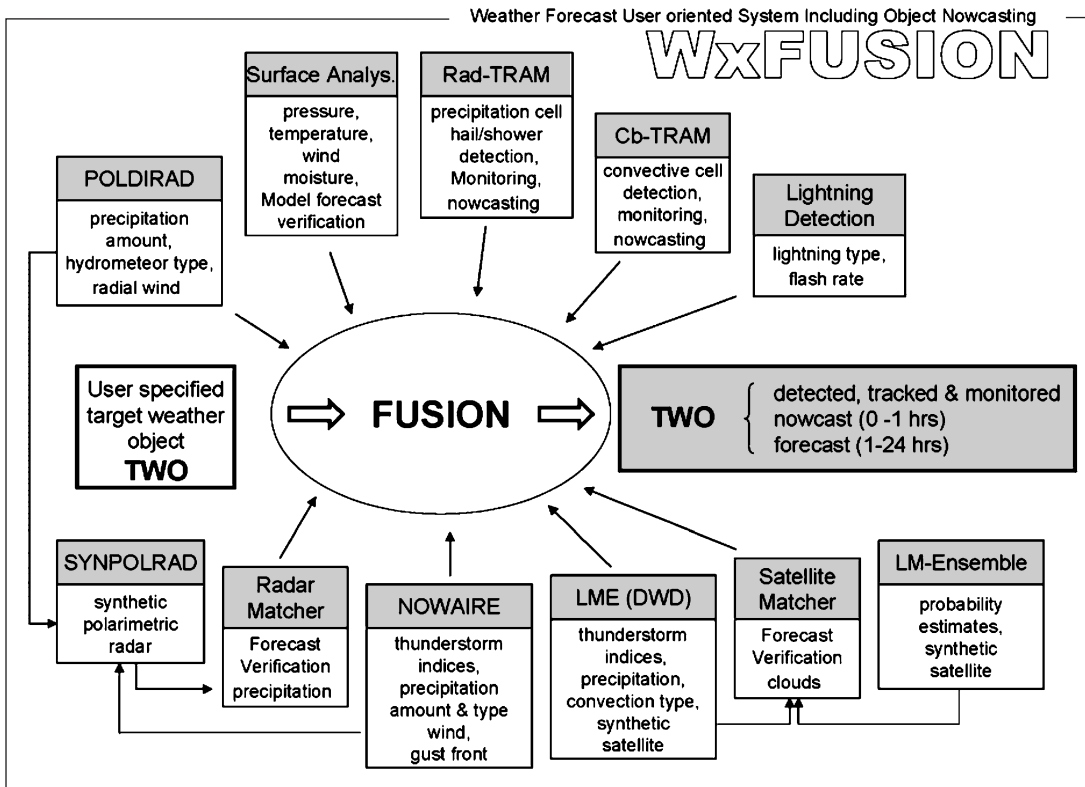 Weather Forecast User oriented System Including Object Nowcasting
WxFUSION
Surface Analys.
pressure,
temperature,
wind
moisture,
Model forecast
verification
Rad-TRAM
precipitation cell
hail/shower
detection,
Monitoring,
nowcasting
Cb-TRAM
convective cell
detection,
monitoring,
nowcasting
POLDIRAD
precipitation
amount,
hydrometeor type,
radial wind
Lightning
Detection
lightning type,
flash rate
User specified
target weather
object
TWO
FUSION
TWO
detected, tracked & monitored
nowcast (0 -1 hrs)
forecast (1-24 hrs)
SYNPOLRAD
synthetic
polarimetric
radar
Radar
Matcher
Forecast
Verification
precipitation
NOWAIRE
thunderstorm
indices,
precipitation
amount & type
wind,
gust front
LME (DWD)
thunderstorm
indices,
precipitation,
convection type,
synthetic
satellite
Satellite
Matcher
Forecast
Verification
clouds
LM-Ensemble
probability
estimates,
synthetic
satellite